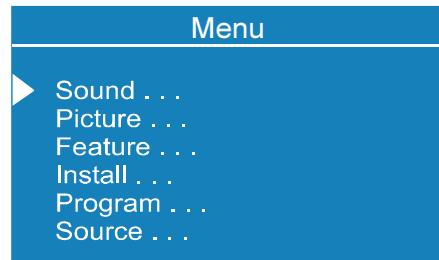 Menu
Sound . . .
Picture . . .
Feature . . .
Install . . .
Program . . .
Source . . .